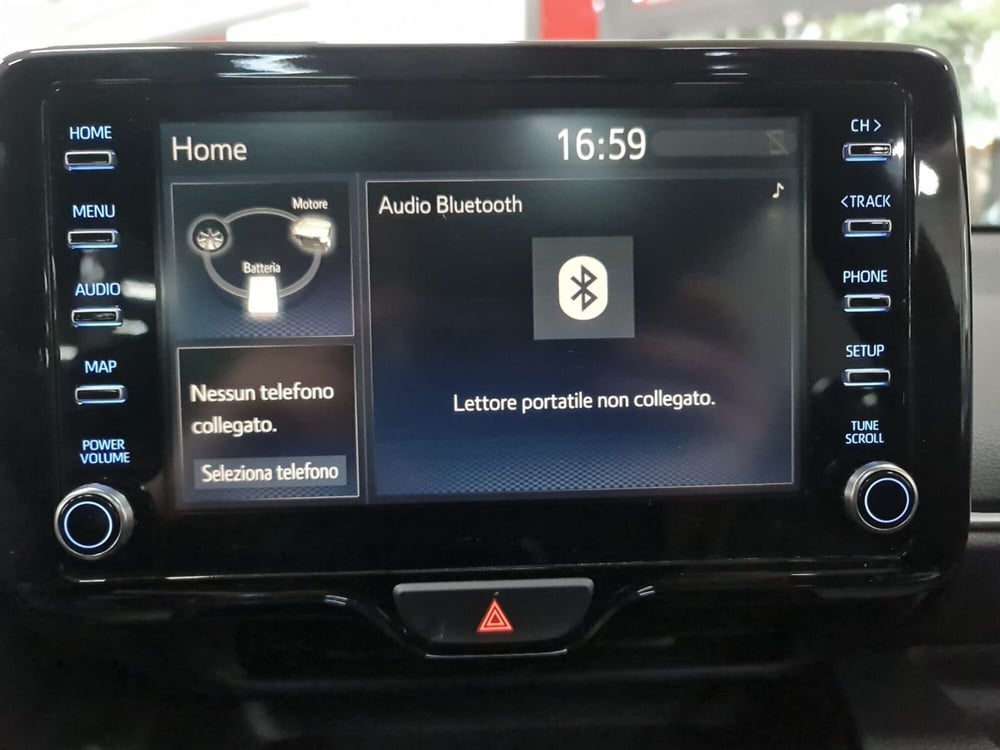 HOME
MENU
AUDIO
MAP
POWER
VOLUME
Home
16:59
Motore
Batteria
Nessun telefono
collegato.
Seleziona telefono
Audio Bluetooth
Lettore portatile non collegato.
CH >
<TRACK
PHONE
SETUP
TUNE
SCROLL